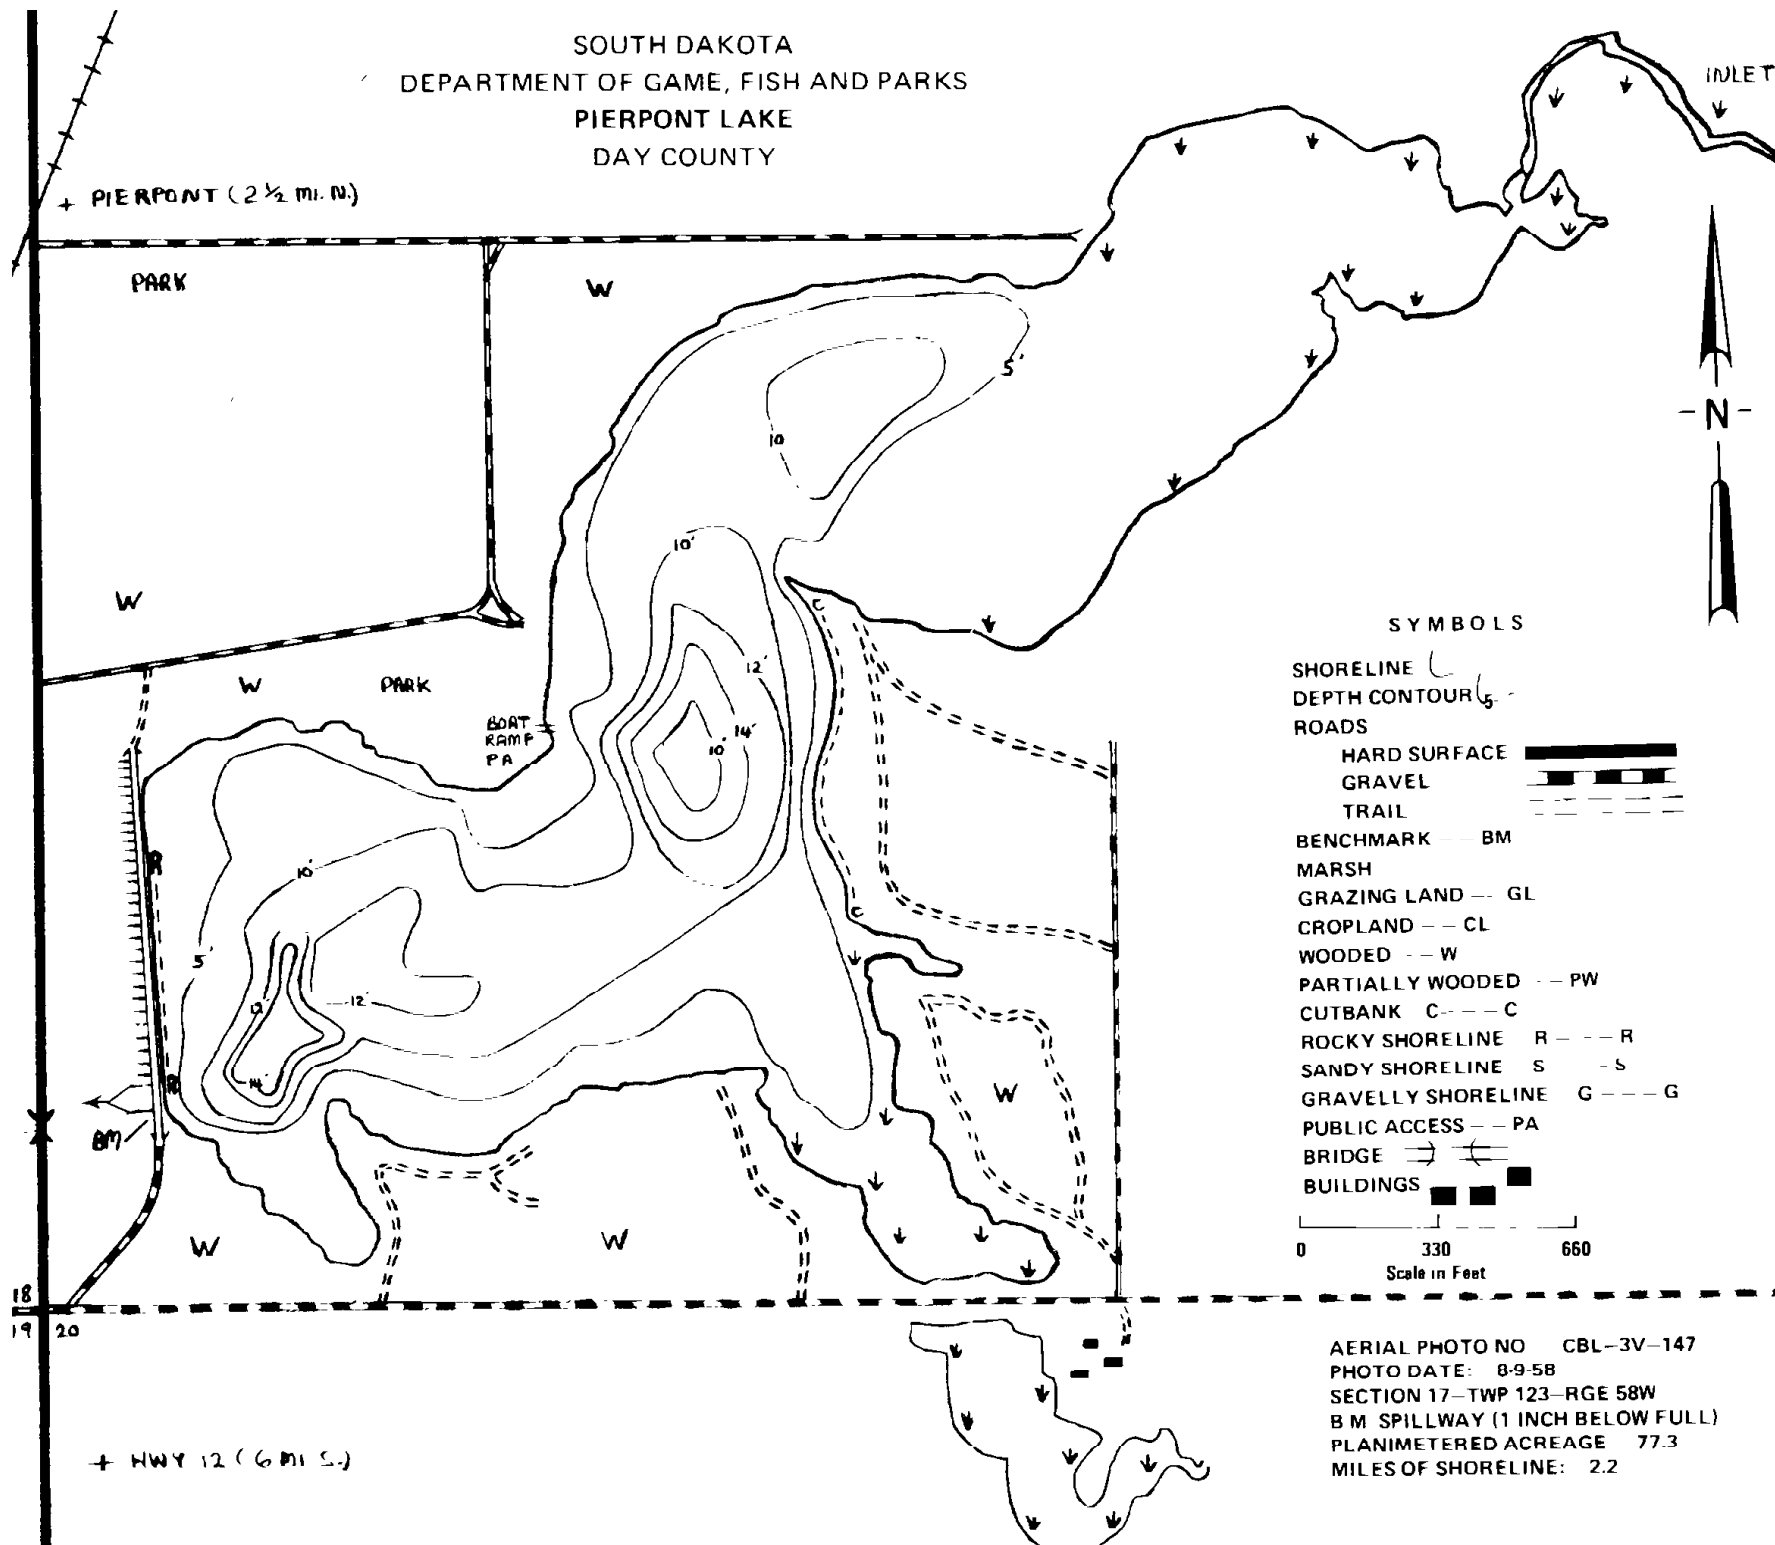 SOUTH DAKOTA
DEPARTMENT OF GAME, FISH AND PARKS
PIERPONT LAKE
DAY COUNTY
INLET
+ PIERPONT (2 ½ MI. N.)
PARK
W
5'
10
N
10'
W
C
12'
W
PARK
BOAT
RAMP
PA
10'
14'
R
10'
C
5'
12'
12'
14'
R
BM
W
W
W
18
19 20
+ HWY 12 (6 MI S.)
SYMBOLS
SHORELINE
DEPTH CONTOUR 5
ROADS
HARD SURFACE
GRAVEL
TRAIL
BENCHMARK -- BM
MARSH
GRAZING LAND -- GL
CROPLAND -- CL
WOODED -- W
PARTIALLY WOODED -- PW
CUTBANK C---C
ROCKY SHORELINE R---R
SANDY SHORELINE S -S
GRAVELLY SHORELINE G---G
PUBLIC ACCESS -- PA
BRIDGE
BUILDINGS
0 330 660
Scale in Feet
AERIAL PHOTO NO CBL-3V-147
PHOTO DATE: 8-9-58
SECTION 17-TWP 123-RGE 58W
B M SPILLWAY (1 INCH BELOW FULL)
PLANIMETERED ACREAGE 77.3
MILES OF SHORELINE: 2.2